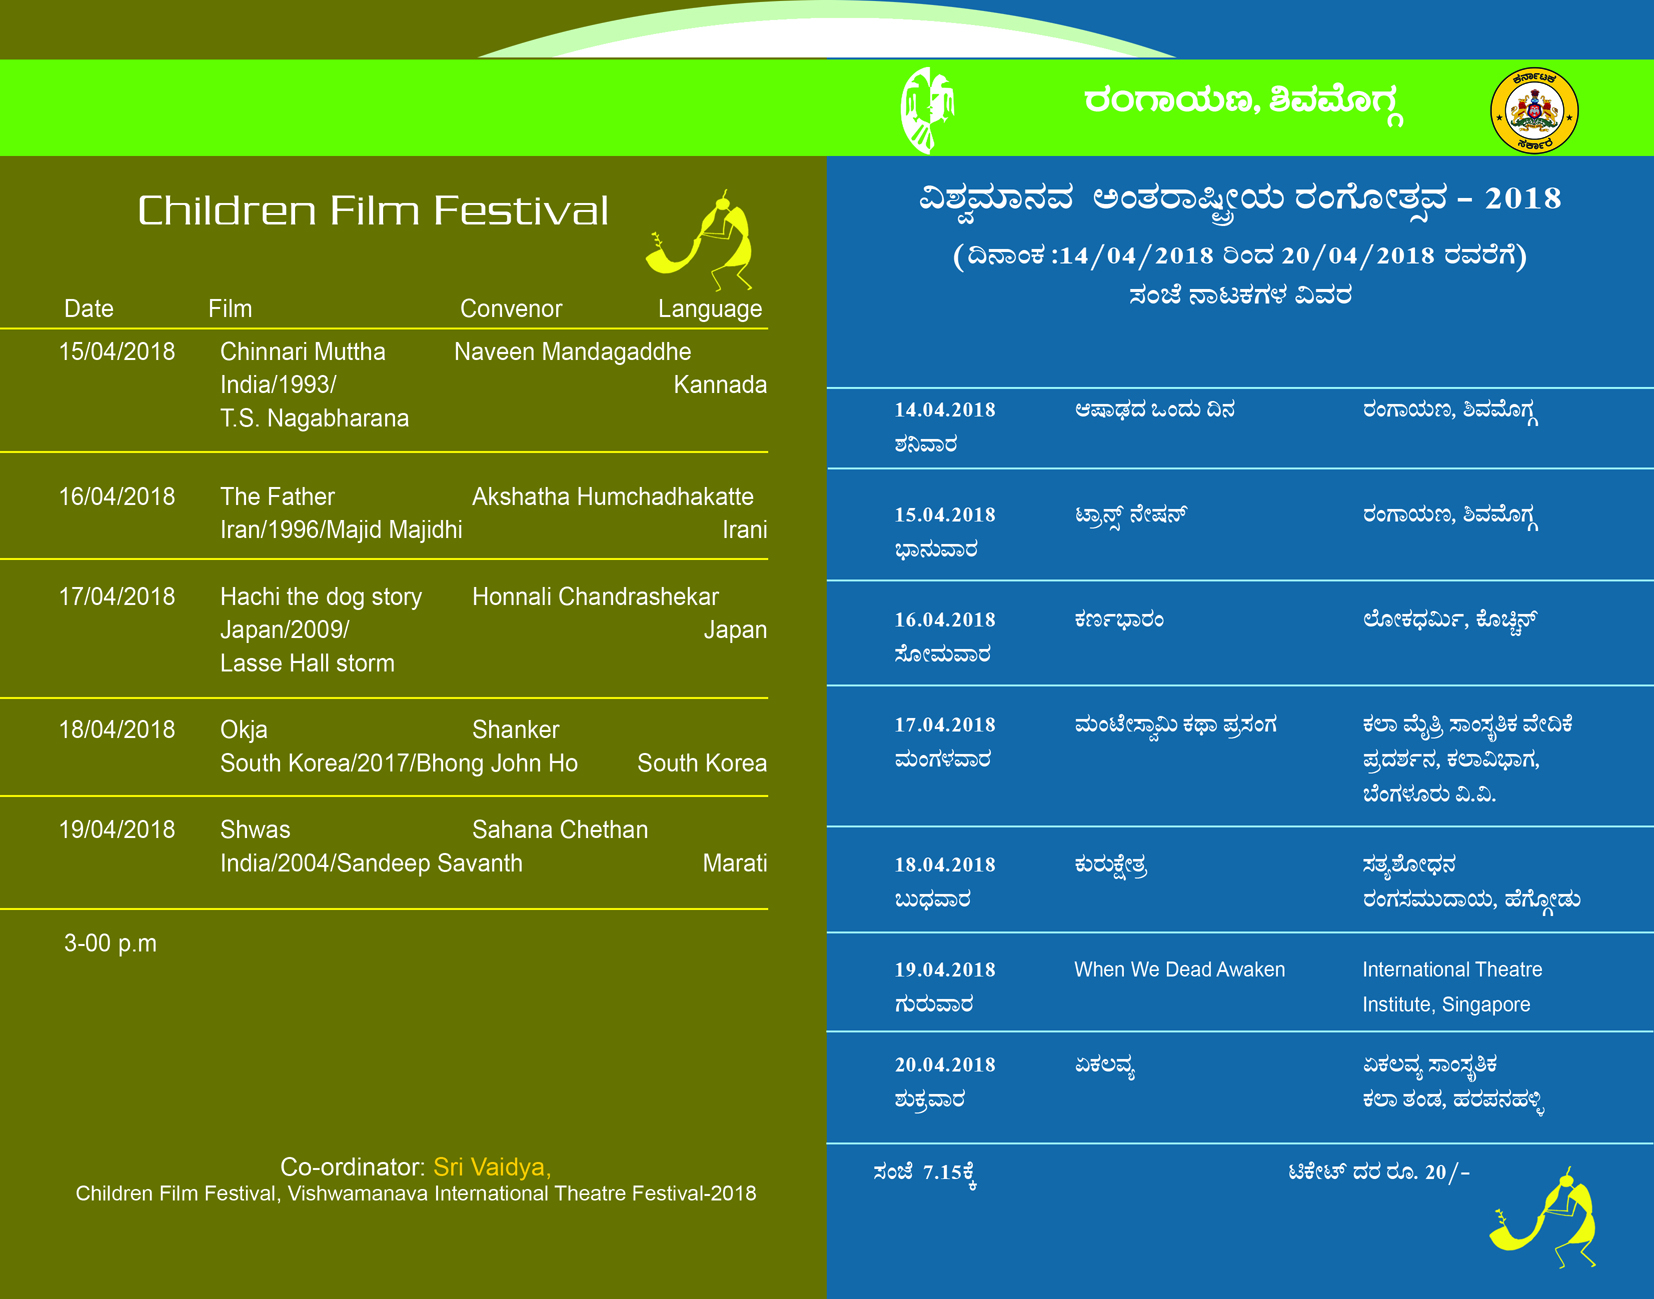 ರಂಗಾಯಣ, ಶಿವಮೊಗ್ಗ
ಕರ್ನಾಟಕ
ಸರ್ಕಾರ
Children Film Festival
Date Film Convenor Language
15/04/2018 Chinnari Muttha Naveen Mandagaddhe
India/1993/ Kannada
T.S. Nagabharana
16/04/2018 The Father Akshatha Humchadhakatte
Iran/1996/Majid Majidhi Irani
17/04/2018 Hachi the dog story Honnali Chandrashekar
Japan/2009/ Japan
Lasse Hall storm
18/04/2018 Okja Shanker
South Korea/2017/Bhong John Ho South Korea
19/04/2018 Shwas Sahana Chethan
India/2004/Sandeep Savanth Marati
3-00 p.m
Co-ordinator: Sri Vaidya,
Children Film Festival, Vishwamanava International Theatre Festival-2018
ವಿಶ್ವಮಾನವ ಅಂತರಾಷ್ಟ್ರೀಯ ರಂಗೋತ್ಸವ - 2018
(ದಿನಾಂಕ :14/04/2018 ರಿಂದ 20/04/2018 ರವರೆಗೆ)
ಸಂಜೆ ನಾಟಕಗಳ ವಿವರ
14.04.2018 ಆಷಾಢದ ಒಂದು ದಿನ ರಂಗಾಯಣ, ಶಿವಮೊಗ್ಗ
ಶನಿವಾರ
15.04.2018 ಟ್ರಾನ್ಸ್ ನೇಷನ್ ರಂಗಾಯಣ, ಶಿವಮೊಗ್ಗ
ಭಾನುವಾರ
16.04.2018 ಕರ್ಣಭಾರಂ ಲೋಕಧರ್ಮಿ, ಕೊಚ್ಚಿನ್
ಸೋಮವಾರ
17.04.2018 ಮಂಟೇಸ್ವಾಮಿ ಕಥಾ ಪ್ರಸಂಗ ಕಲಾ ಮೈತ್ರಿ ಸಾಂಸ್ಕೃತಿಕ ವೇದಿಕೆ
ಮಂಗಳವಾರ ಪ್ರದರ್ಶನ, ಕಲಾವಿಭಾಗ,
ಬೆಂಗಳೂರು ವಿ.ವಿ.
18.04.2018 ಕುರುಕ್ಷೇತ್ರ ಸತ್ಯಶೋಧನ
ಬುಧವಾರ ರಂಗಸಮುದಾಯ, ಹೆಗ್ಗೋಡು
19.04.2018 When We Dead Awaken International Theatre
ಗುರುವಾರ Institute, Singapore
20.04.2018 ಏಕಲವ್ಯ ಏಕಲವ್ಯ ಸಾಂಸ್ಕೃತಿಕ
ಶುಕ್ರವಾರ ಕಲಾ ತಂಡ, ಹರಪನಹಳ್ಳಿ
ಸಂಜೆ 7.15ಕ್ಕೆ ಟಿಕೇಟ್ ದರ ರೂ. 20/-